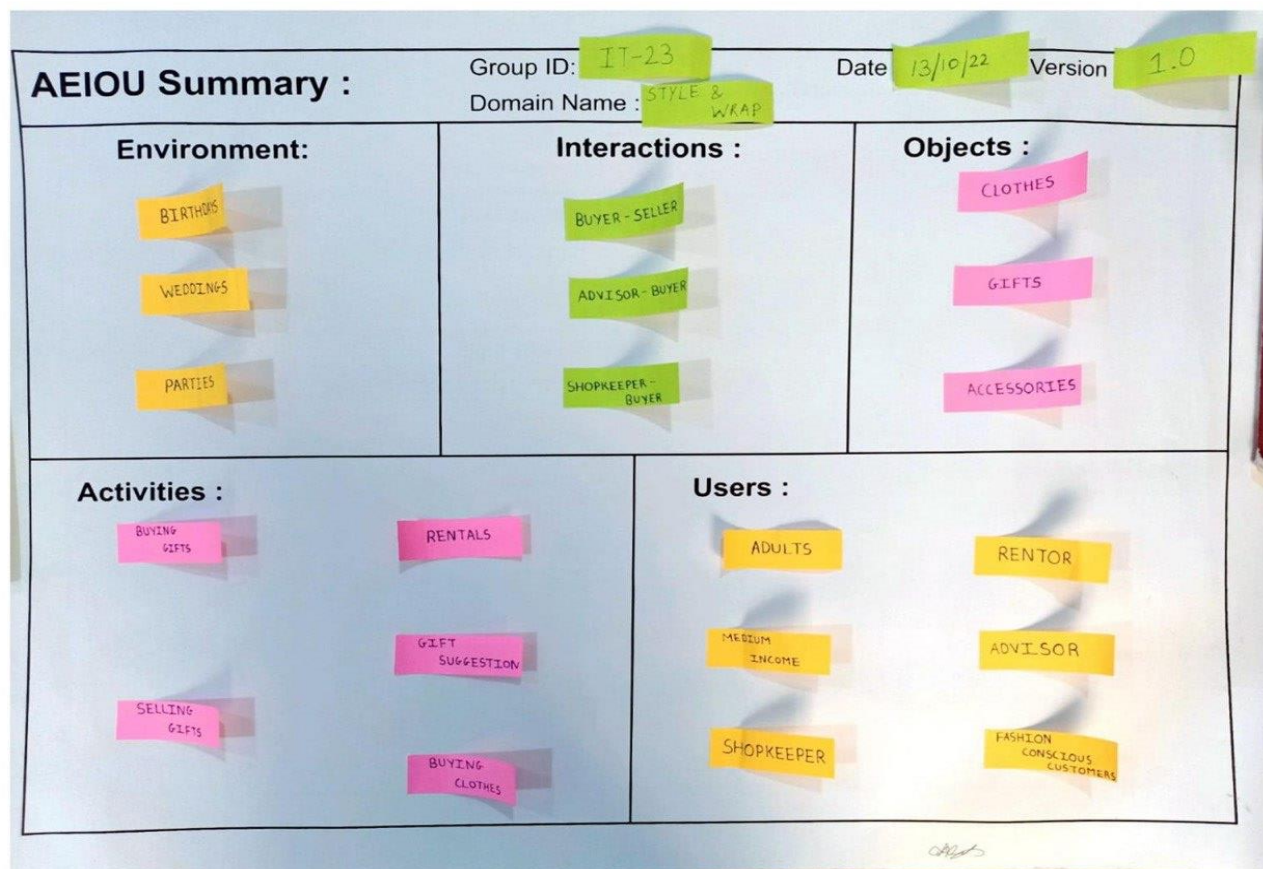 AEIOU Summary :
Group ID: IT-23
Domain Name : STYLE &
WRAP
Date 13/10/22
Version 1.0
Environment:
BIRTHDAYS
WEDDINGS
PARTIES
Interactions :
BUYER-SELLER
ADVISOR-BUYER
SHOPKEEPER-
BUYER
Objects :
CLOTHES
GIFTS
ACCESSORIES
Activities :
BUYING
GIFTS
SELLING
GIFTS
RENTALS
GIFT
SUGGESTION
BUYING
CLOTHES
Users :
ADULTS
MEDIUM
INCOME
SHOPKEEPER
RENTOR
ADVISOR
FASHION
CONSCIOUS
CUSTOMERS